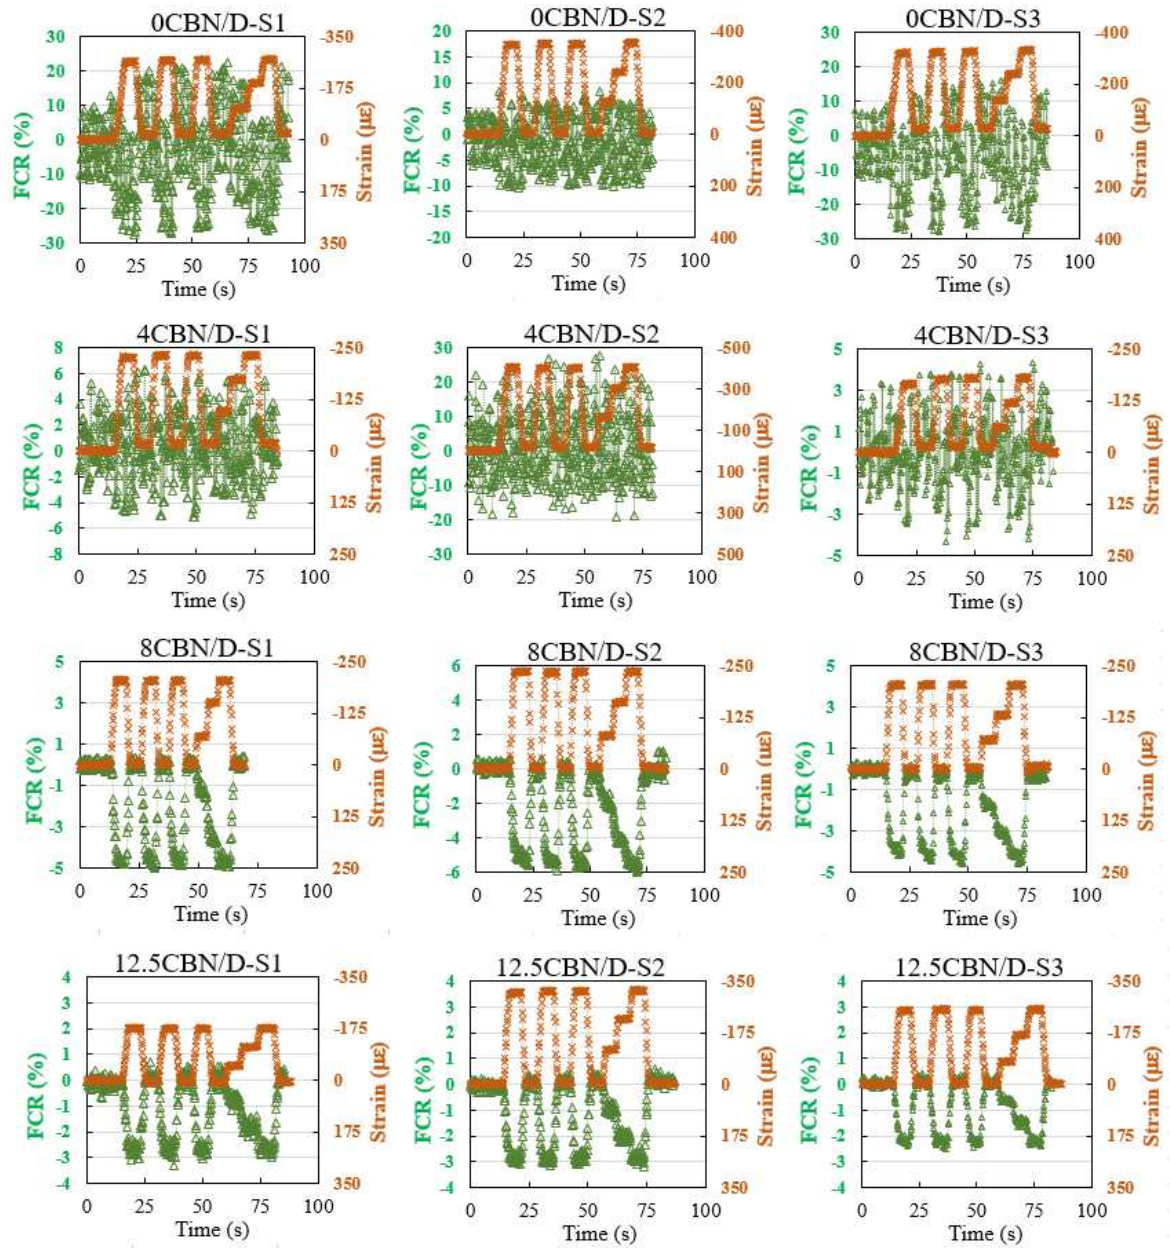 0CBN/D-S1
FCR (%)
30
20
10
0
-10
-20
-30
-350
-175
0
175
350
Strain (µε)
0 25 50 75 100
Time (s)
0CBN/D-S2
FCR (%)
20
15
10
5
0
-5
-10
-15
-20
-400
-200
0
200
400
Strain (µε)
0 25 50 75 100
Time (s)
0CBN/D-S3
FCR (%)
30
20
10
0
-10
-20
-30
-400
-200
0
200
400
Strain (µε)
0 25 50 75 100
Time (s)
4CBN/D-S1
FCR (%)
8
6
4
2
0
-2
-4
-6
-8
-250
-125
0
125
250
Strain (µε)
0 25 50 75 100
Time (s)
4CBN/D-S2
FCR (%)
30
20
10
0
-10
-20
-30
-500
-300
-100
100
300
500
Strain (µε)
0 25 50 75 100
Time (s)
4CBN/D-S3
FCR (%)
5
3
1
-1
-3
-5
-250
-125
0
125
250
Strain (µε)
0 25 50 75 100
Time (s)
8CBN/D-S1
FCR (%)
5
3
1
-1
-3
-5
-250
-125
0
125
250
Strain (µε)
0 25 50 75 100
Time (s)
8CBN/D-S2
FCR (%)
6
4
2
0
-2
-4
-6
-250
-125
0
125
250
Strain (µε)
0 25 50 75 100
Time (s)
8CBN/D-S3
FCR (%)
5
3
1
-1
-3
-5
-250
-125
0
125
250
Strain (µε)
0 25 50 75 100
Time (s)
12.5CBN/D-S1
FCR (%)
4
3
2
1
0
-1
-2
-3
-4
-350
-175
0
175
350
Strain (µε)
0 25 50 75 100
Time (s)
12.5CBN/D-S2
FCR (%)
4
3
2
1
0
-1
-2
-3
-4
-350
-175
0
175
350
Strain (µε)
0 25 50 75 100
Time (s)
12.5CBN/D-S3
FCR (%)
4
3
2
1
0
-1
-2
-3
-4
-350
-175
0
175
350
Strain (µε)
0 25 50 75 100
Time (s)